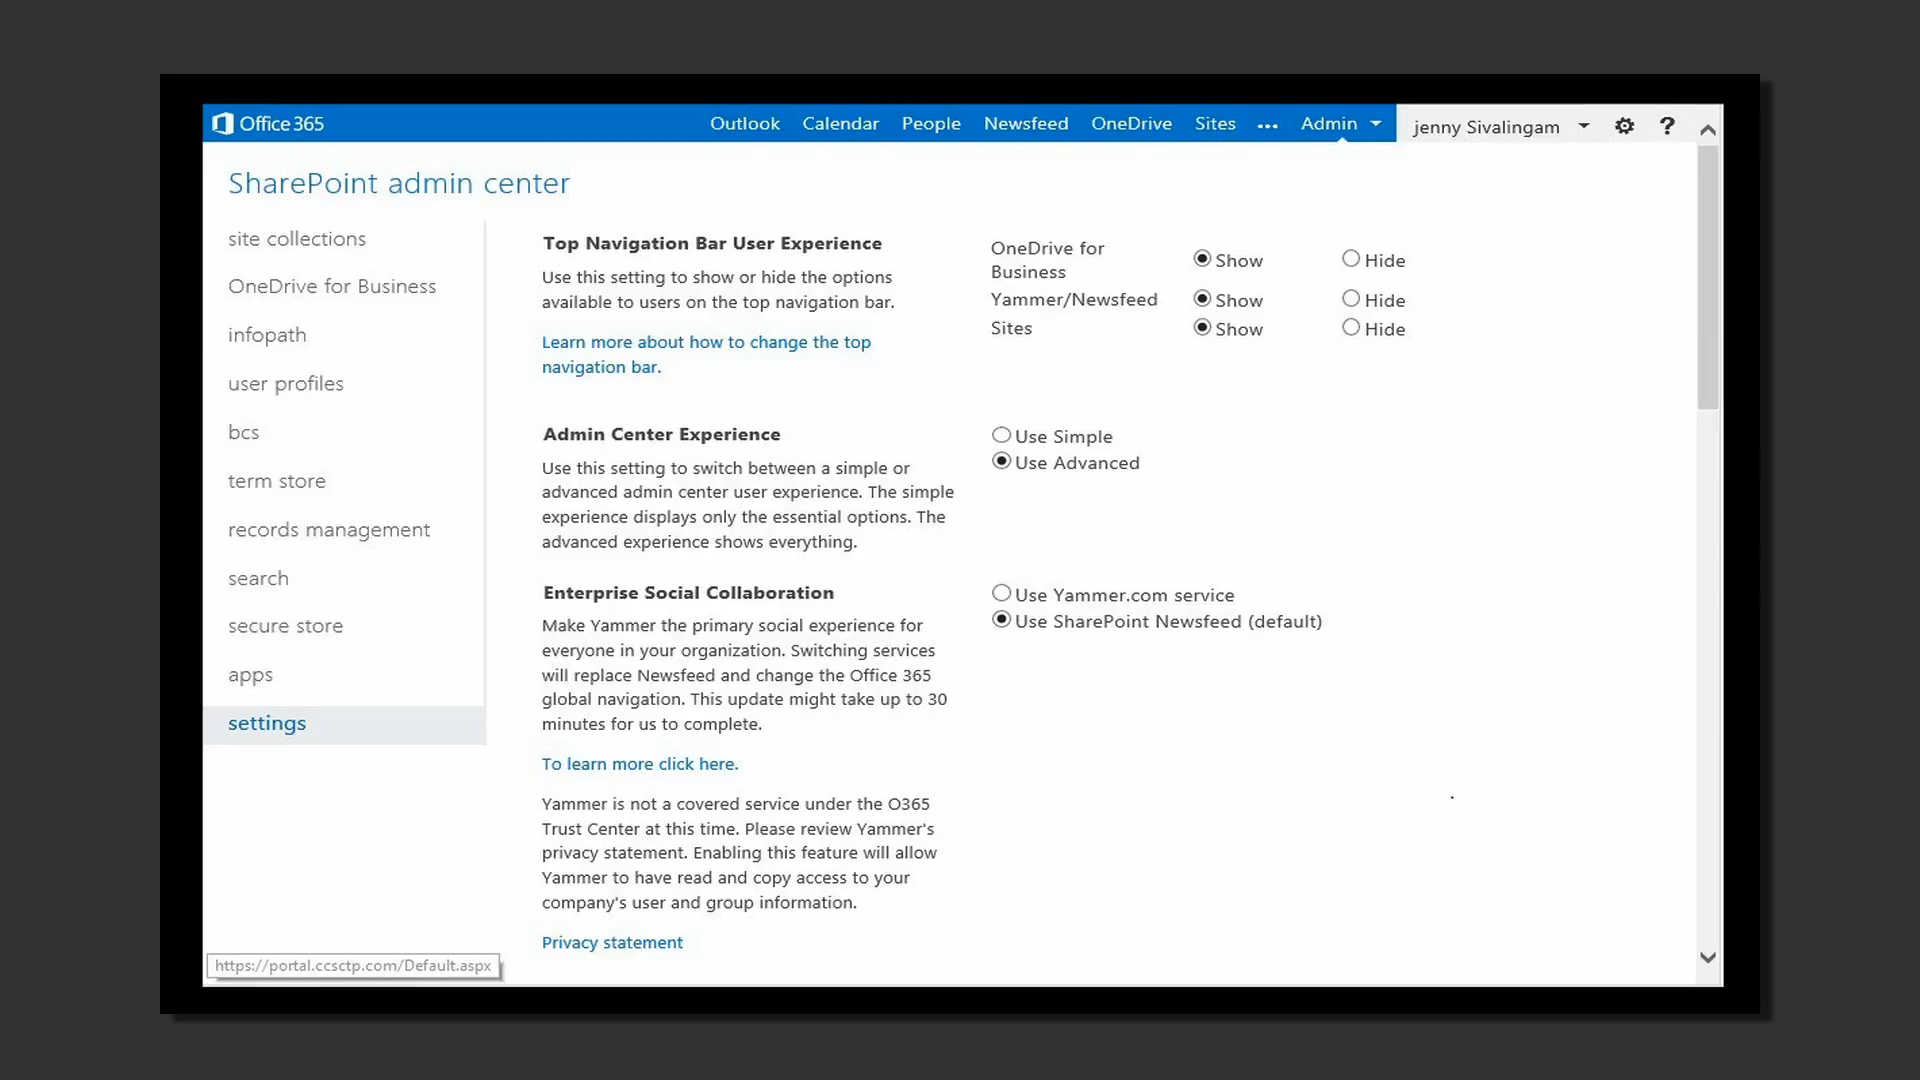 Office 365
Outlook Calendar People Newsfeed OneDrive Sites ... Admin
jenny Sivalingam ?
SharePoint admin center
site collections
OneDrive for Business
infopath
user profiles
bcs
term store
records management
search
secure store
apps
settings
Top Navigation Bar User Experience
Use this setting to show or hide the options
available to users on the top navigation bar.
Learn more about how to change the top
navigation bar.
OneDrive for
Business
Show Hide
Yammer/Newsfeed Show Hide
Sites Show Hide
Admin Center Experience
Use this setting to switch between a simple or
advanced admin center user experience. The simple
experience displays only the essential options. The
advanced experience shows everything.
Use Simple
Use Advanced
Enterprise Social Collaboration
Make Yammer the primary social experience for
everyone in your organization. Switching services
will replace Newsfeed and change the Office 365
global navigation. This update might take up to 30
minutes for us to complete.
To learn more click here.
Yammer is not a covered service under the O365
Trust Center at this time. Please review Yammer's
privacy statement. Enabling this feature will allow
Yammer to have read and copy access to your
company's user and group information.
Privacy statement
Use Yammer.com service
Use SharePoint Newsfeed (default)
https://portal.ccsctp.com/Default.aspx